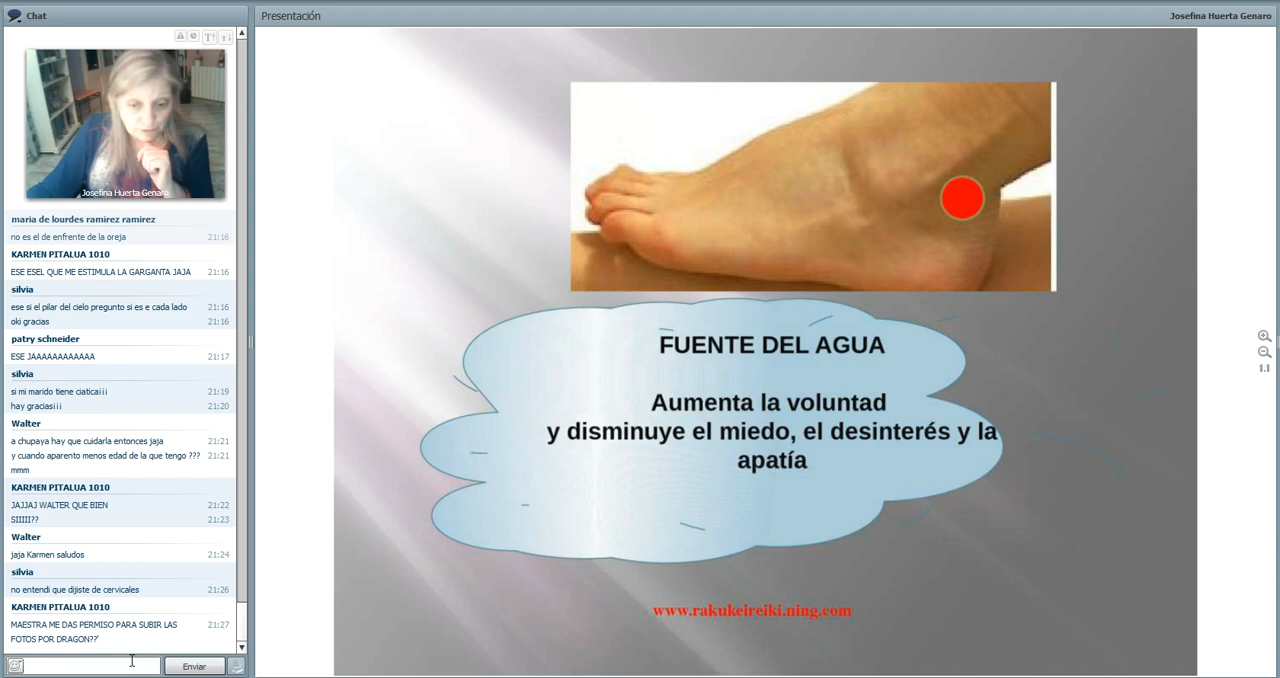 Chat
Josefina Huerta Genaro
maria de lourdes ramirez ramirez
no es el de enfrente de la oreja 21:16
KARMEN PITALUA 1010
ESE ESEL QUE ME ESTIMULA LA GARGANTA JAJA 21:16
silvia
ese si el pilar del cielo pregunto si es e cada lado 21:16
oki gracias 21:16
patry schneider
ESE JAAAAAAAAAAAA 21:17
silvia
si mi marido tiene ciatica¡¡¡ 21:19
hay gracias¡¡¡ 21:20
Walter
a chupaya hay que cuidarla entonces jaja 21:21
y cuando aparento menos edad de la que tengo ??? 21:21
mmm
KARMEN PITALUA 1010
JAJJAJ WALTER QUE BIEN 21:22
SIIIII?? 21:23
Walter
jaja Karmen saludos 21:24
silvia
no entendi que dijiste de cervicales 21:26
KARMEN PITALUA 1010
MAESTRA ME DAS PERMISO PARA SUBIR LAS 21:27
FOTOS POR DRAGON??'
Enviar
Presentación
Josefina Huerta Genaro
FUENTE DEL AGUA
Aumenta la voluntad
y disminuye el miedo, el desinterés y la
apatía
www.rakukeireiki.ning.com
1.1